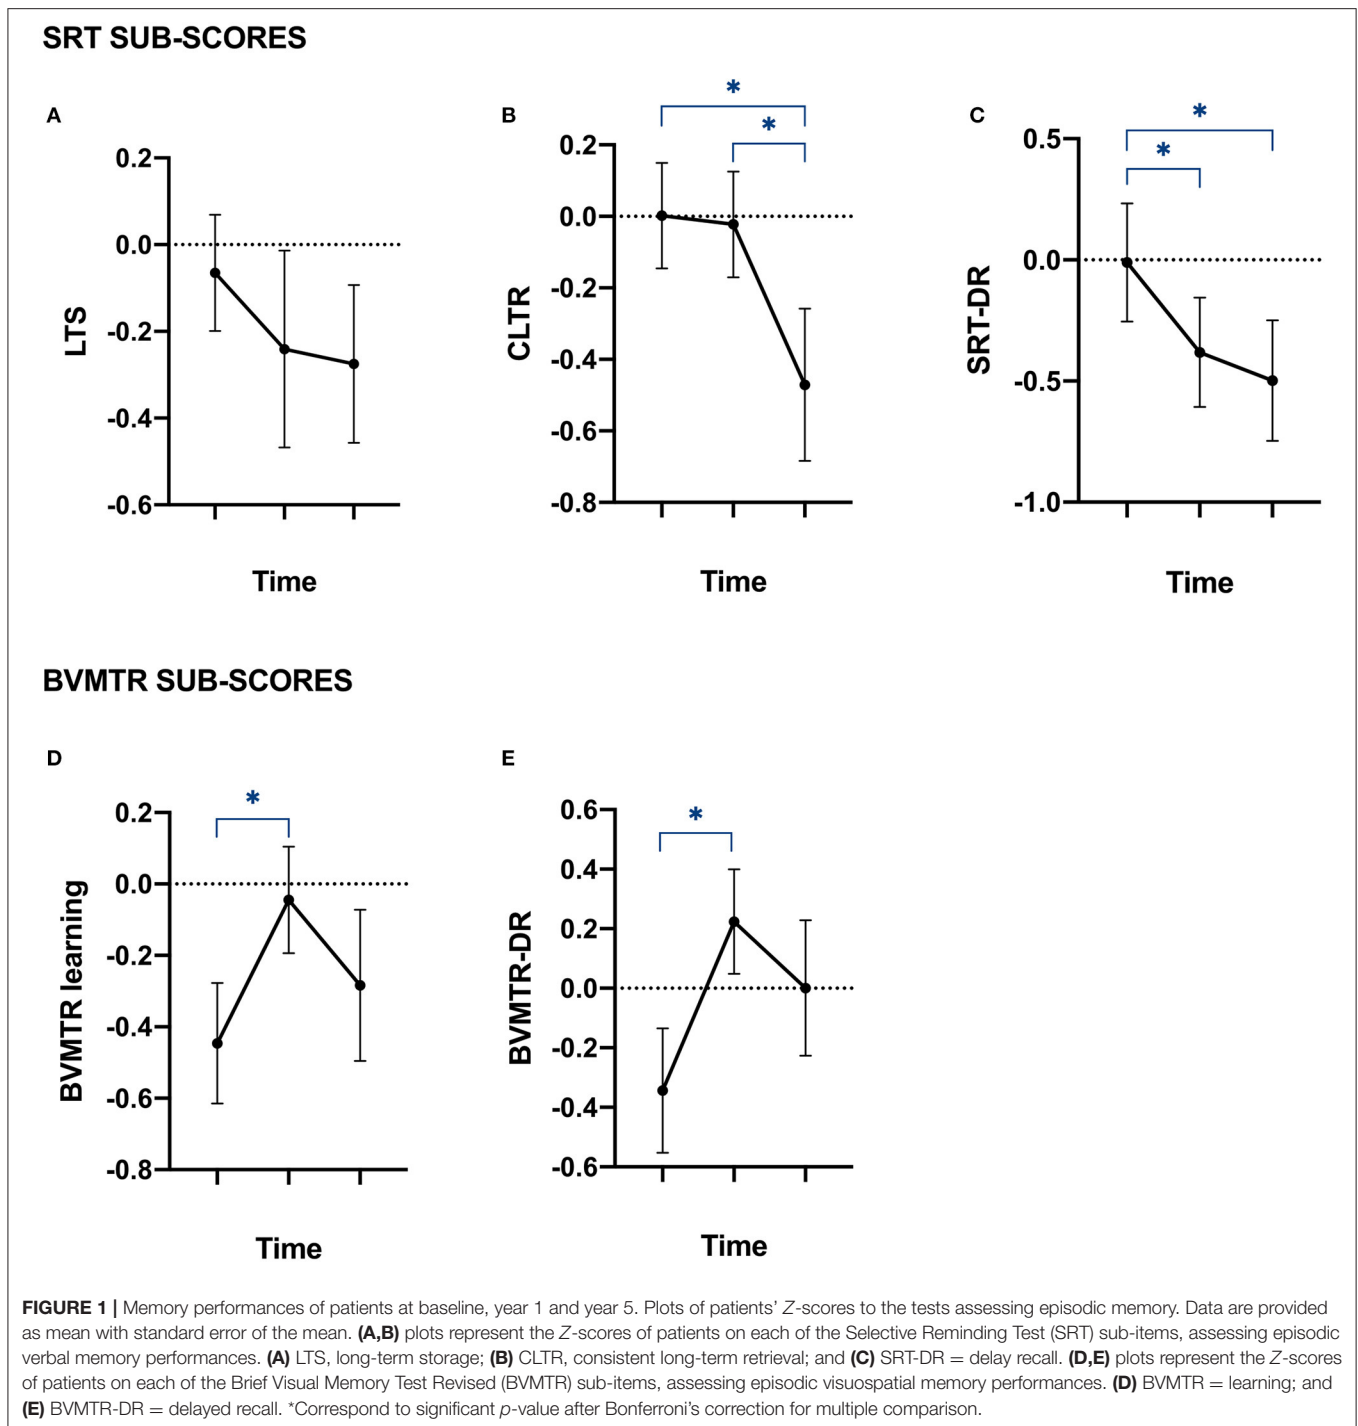 SRT SUB-SCORES
A
B
C
*
*
*
*
0.2
0.0
-0.2
-0.4
-0.6
LTS
Time
0.2
0.0
-0.2
-0.4
-0.6
-0.8
CLTR
Time
0.5
0.0
-0.5
-1.0
SRT-DR
Time
BVMTR SUB-SCORES
D
E
*
*
0.2
0.0
-0.2
-0.4
-0.6
-0.8
BVMTR learning
Time
0.6
0.4
0.2
0.0
-0.2
-0.4
-0.6
BVMTR-DR
Time
FIGURE 1 | Memory performances of patients at baseline, year 1 and year 5. Plots of patients' Z-scores to the tests assessing episodic memory. Data are provided
as mean with standard error of the mean. (A,B) plots represent the Z-scores of patients on each of the Selective Reminding Test (SRT) sub-items, assessing episodic
verbal memory performances. (A) LTS, long-term storage; (B) CLTR, consistent long-term retrieval; and (C) SRT-DR = delay recall. (D,E) plots represent the Z-scores
of patients on each of the Brief Visual Memory Test Revised (BVMTR) sub-items, assessing episodic visuospatial memory performances. (D) BVMTR = learning; and
(E) BVMTR-DR = delayed recall. *Correspond to significant p-value after Bonferroni's correction for multiple comparison.